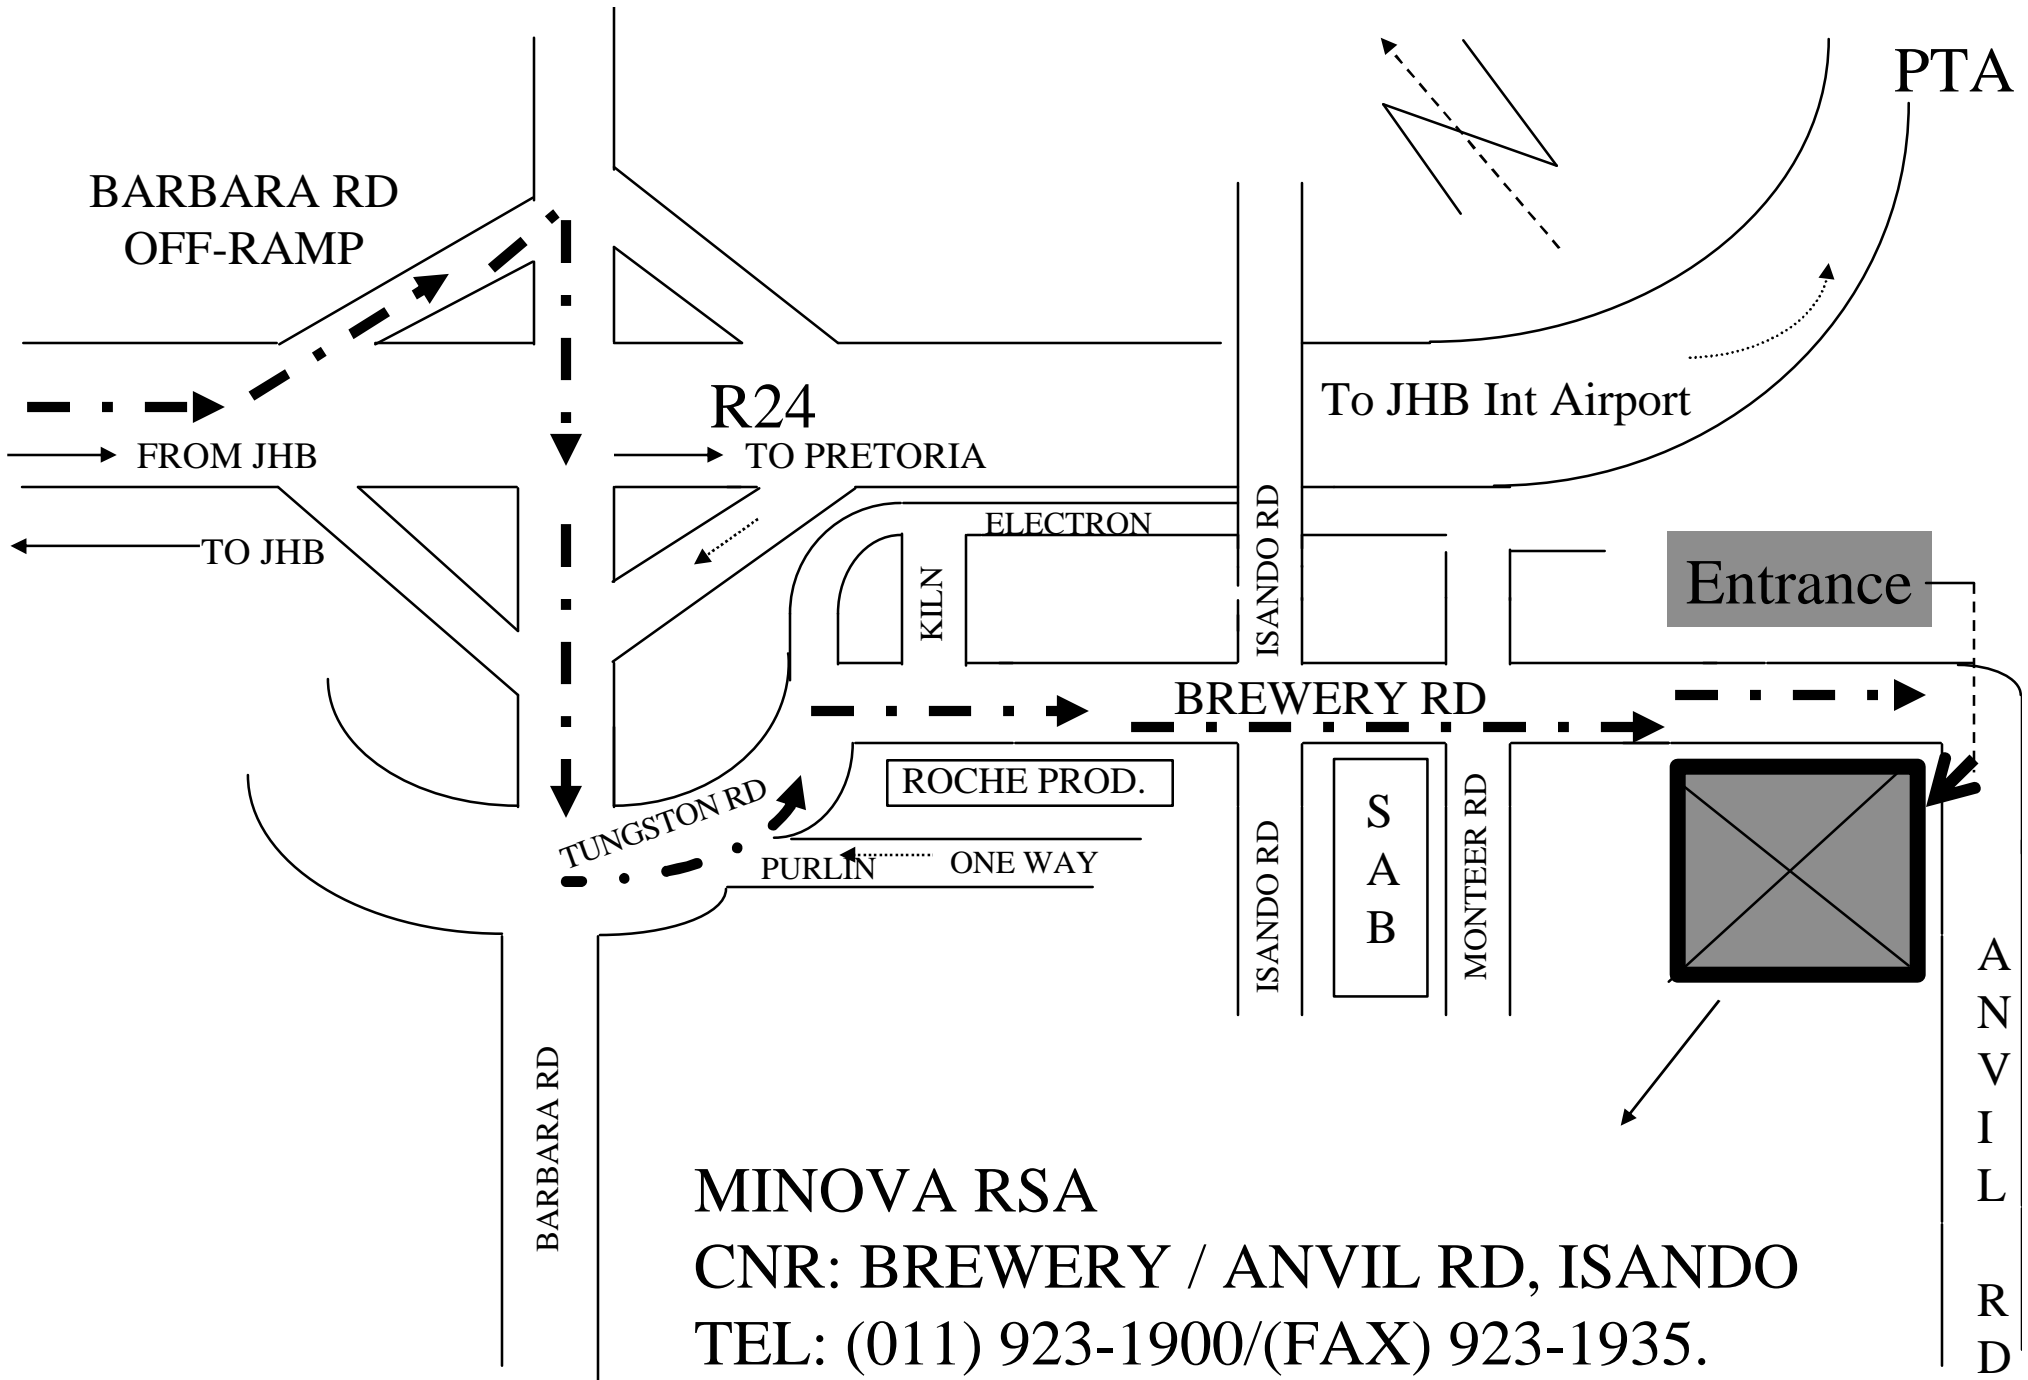 PTA
BARBARA RD
OFF-RAMP
R24
To JHB Int Airport
FROM JHB
TO PRETORIA
TO JHB
ELECTRON
ISANDO RD
KILN
Entrance
BREWERY RD
TUNGSTON RD
ROCHE PROD.
PURLIN
ONE WAY
ISANDO RD
S
A
B
MONTEER RD
A
N
V
I
L
R
D
BARBARA RD
MINOVA RSA
CNR: BREWERY / ANVIL RD, ISANDO
TEL: (011) 923-1900/(FAX) 923-1935.